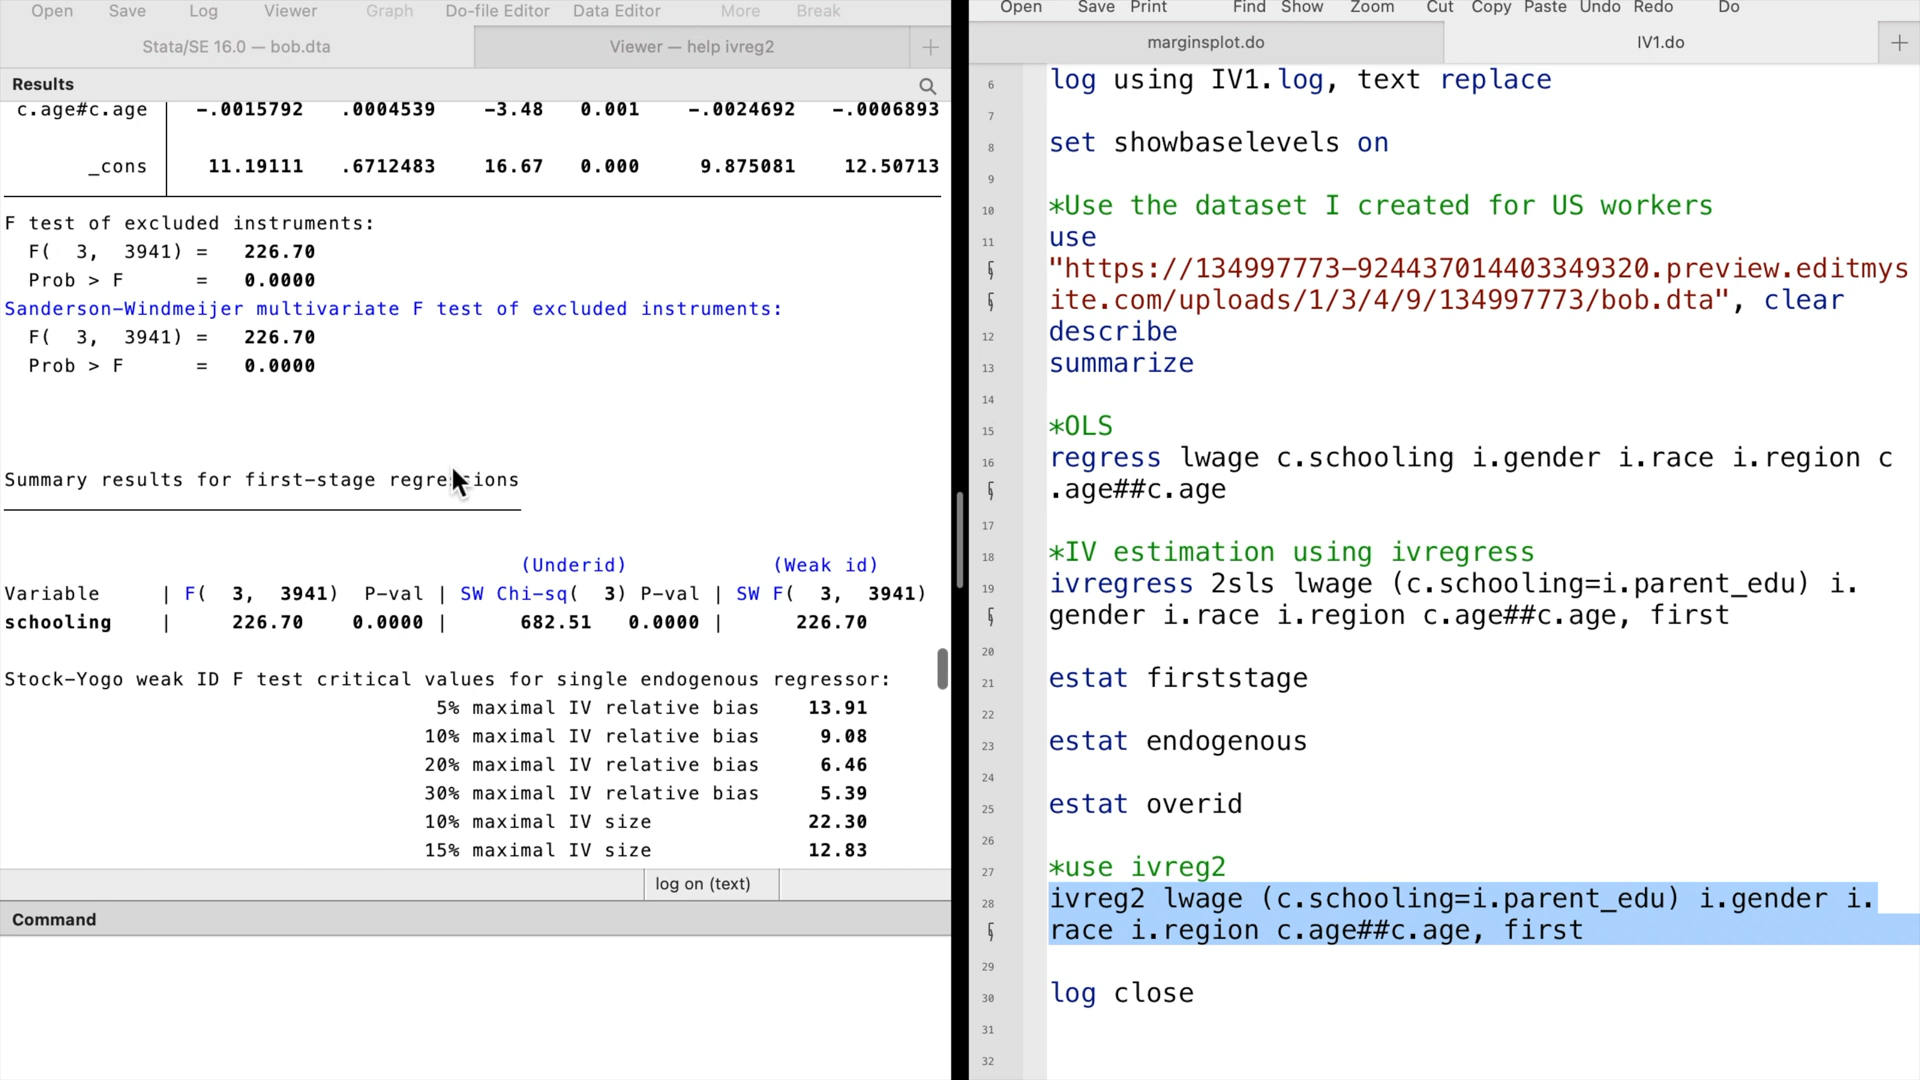 Open Save Log Viewer Graph Do-file Editor Data Editor More Break
Stata/SE 16.0 — bob.dta Viewer — help ivreg2 +
Results
c.age#c.age -.0015792 .0004539 -3.48 0.001 -.0024692 -.0006893
_cons 11.19111 .6712483 16.67 0.000 9.875081 12.50713
F test of excluded instruments:
F( 3, 3941) = 226.70
Prob > F = 0.0000
Sanderson-Windmeijer multivariate F test of excluded instruments:
F( 3, 3941) = 226.70
Prob > F = 0.0000
Summary results for first-stage regressions
(Underid) (Weak id)
Variable | F( 3, 3941) P-val | SW Chi-sq( 3) P-val | SW F( 3, 3941)
schooling | 226.70 0.0000 | 682.51 0.0000 | 226.70
Stock-Yogo weak ID F test critical values for single endogenous regressor:
5% maximal IV relative bias 13.91
10% maximal IV relative bias 9.08
20% maximal IV relative bias 6.46
30% maximal IV relative bias 5.39
10% maximal IV size 22.30
15% maximal IV size 12.83
log on (text)
Command
Open Save Print Find Show Zoom Cut Copy Paste Undo Redo Do
marginsplot.do IV1.do +
6 log using IV1.log, text replace
7
8 set showbaselevels on
9
10 *Use the dataset I created for US workers
11 use
"https://134997773-924437014403349320.preview.editmys
ite.com/uploads/1/3/4/9/134997773/bob.dta", clear
12 describe
13 summarize
14
15 *OLS
16 regress lwage c.schooling i.gender i.race i.region c
.age##c.age
17
18 *IV estimation using ivregress
19 ivregress 2sls lwage (c.schooling=i.parent_edu) i.
gender i.race i.region c.age##c.age, first
20
21 estat firststage
22
23 estat endogenous
24
25 estat overid
26
27 *use ivreg2
28 ivreg2 lwage (c.schooling=i.parent_edu) i.gender i.
race i.region c.age##c.age, first
29
30 log close
31
32